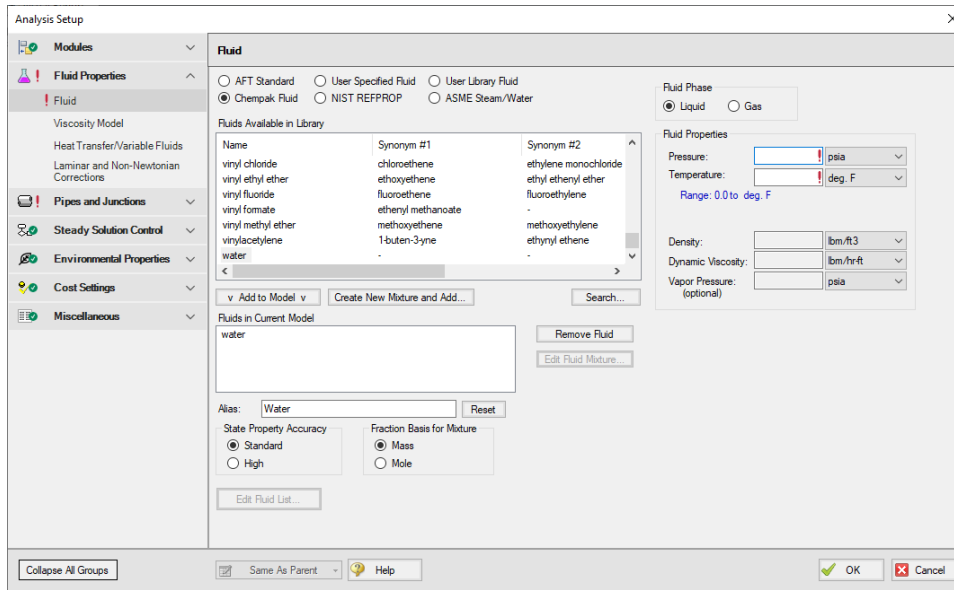 Analysis Setup
Modules
Fluid Properties
Fluid
Viscosity Model
Heat Transfer/Variable Fluids
Laminar and Non-Newtonian
Corrections
Pipes and Junctions
Steady Solution Control
Environmental Properties
Cost Settings
Miscellaneous
Fluid
AFT Standard User Specified Fluid User Library Fluid
Chempak Fluid NIST REFPROP ASME Steam/Water
Fluids Available in Library
Name Synonym #1 Synonym #2
vinyl chloride chloroethene ethylene monochloride
vinyl ethyl ether ethoxyethene ethyl ethenyl ether
vinyl fluoride fluoroethene fluoroethylene
vinyl formate ethenyl methanoate -
vinyl methyl ether methoxyethene methoxyethylene
vinylacetylene 1-buten-3-yne ethynyl ethene
water - -
v Add to Model v Create New Mixture and Add... Search...
Fluids in Current Model
water
Remove Fluid
Edit Fluid Mixture...
Alias: Water Reset
State Property Accuracy Fraction Basis for Mixture
Standard Mass
High Mole
Edit Fluid List...
Fluid Phase
Liquid Gas
Fluid Properties
Pressure: psia
Temperature: deg. F
Range: 0.0 to deg. F
Density: lbm/ft3
Dynamic Viscosity: lbm/hr-ft
Vapor Pressure: psia
(optional)
Collapse All Groups Same As Parent Help OK Cancel